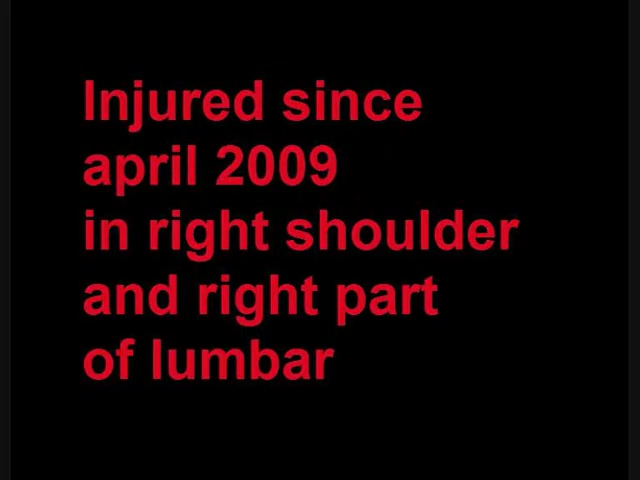 Injured since
april 2009
in right shoulder
and right part
of lumbar